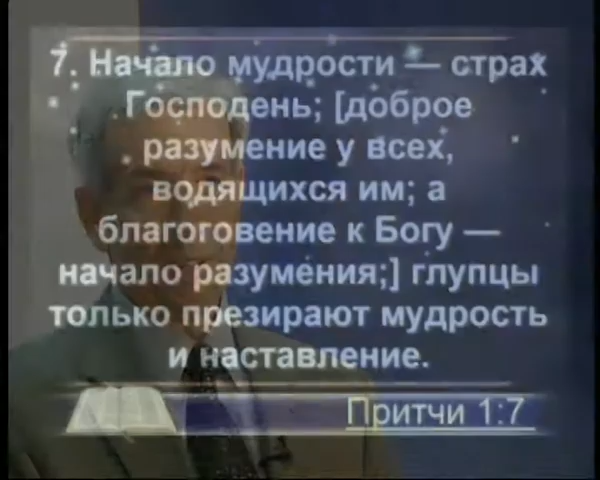 7. Начало мудрости — страх
Господень; [доброе
разумение у всех,
водящихся им; а
благоговение к Богу —
начало разумения;] глупцы
только презирают мудрость
и наставление.
Притчи 1:7